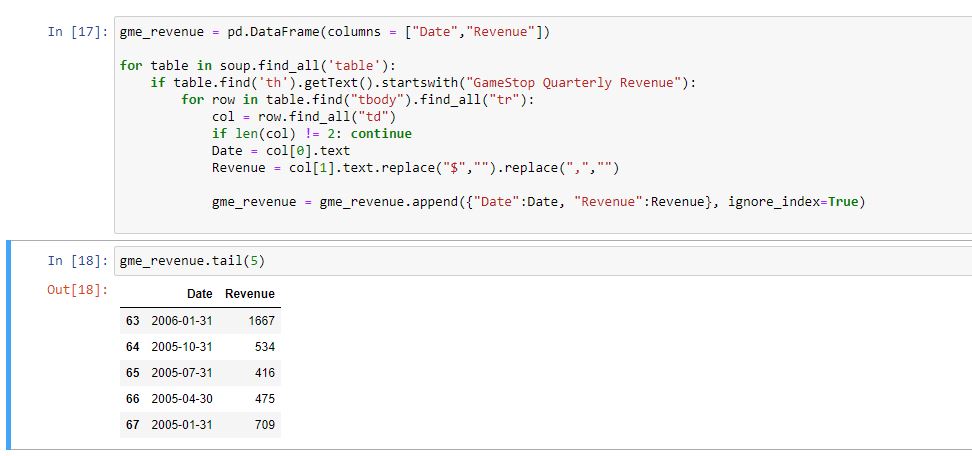 In [17]: gme_revenue = pd.DataFrame(columns = ["Date","Revenue"])
for table in soup.find_all('table'):
    if table.find('th').getText().startswith("GameStop Quarterly Revenue"):
        for row in table.find("tbody").find_all("tr"):
            col = row.find_all("td")
            if len(col) != 2: continue
            Date = col[0].text
            Revenue = col[1].text.replace("$","").replace(",","")
            gme_revenue = gme_revenue.append({"Date":Date, "Revenue":Revenue}, ignore_index=True)
In [18]: gme_revenue.tail(5)
Out[18]:
Date Revenue
63 2006-01-31 1667
64 2005-10-31 534
65 2005-07-31 416
66 2005-04-30 475
67 2005-01-31 709